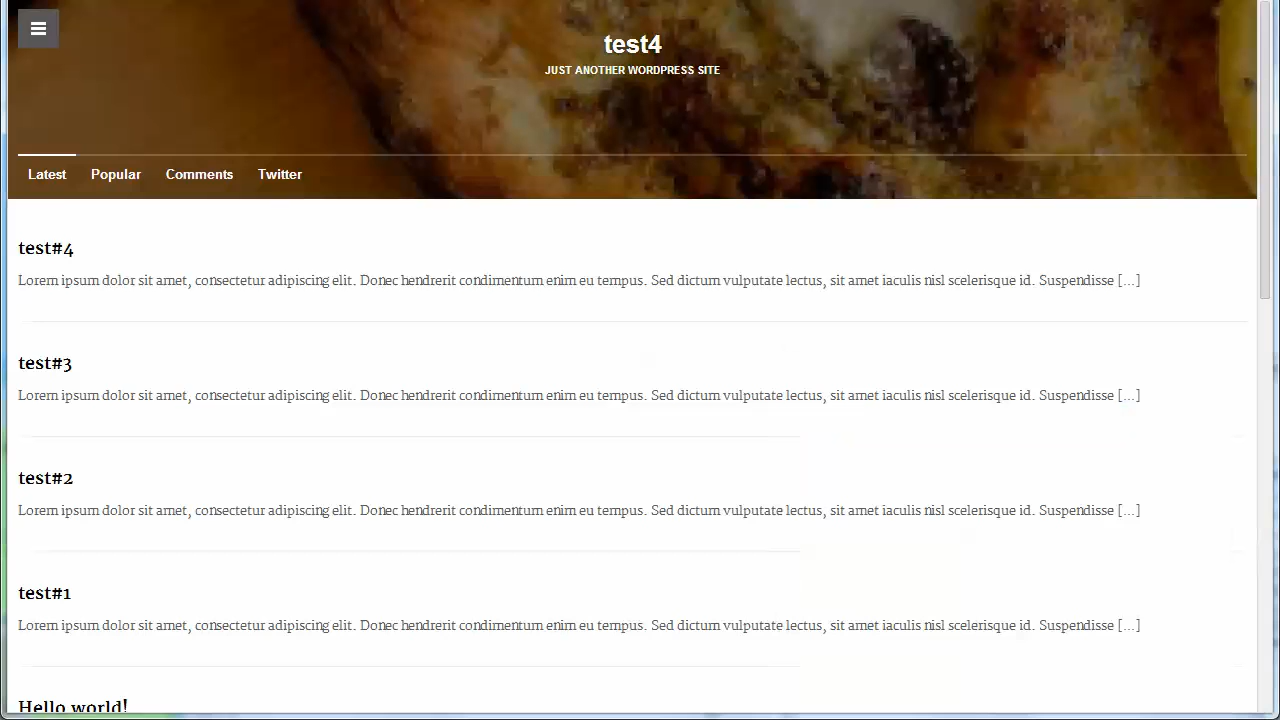 test4
JUST ANOTHER WORDPRESS SITE
Latest Popular Comments Twitter
test#4
Lorem ipsum dolor sit amet, consectetur adipiscing elit. Donec hendrerit condimentum enim eu tempus. Sed dictum vulputate lectus, sit amet iaculis nisl scelerisque id. Suspendisse [...]
test#3
Lorem ipsum dolor sit amet, consectetur adipiscing elit. Donec hendrerit condimentum enim eu tempus. Sed dictum vulputate lectus, sit amet iaculis nisl scelerisque id. Suspendisse [...]
test#2
Lorem ipsum dolor sit amet, consectetur adipiscing elit. Donec hendrerit condimentum enim eu tempus. Sed dictum vulputate lectus, sit amet iaculis nisl scelerisque id. Suspendisse [...]
test#1
Lorem ipsum dolor sit amet, consectetur adipiscing elit. Donec hendrerit condimentum enim eu tempus. Sed dictum vulputate lectus, sit amet iaculis nisl scelerisque id. Suspendisse [...]
Hello world!